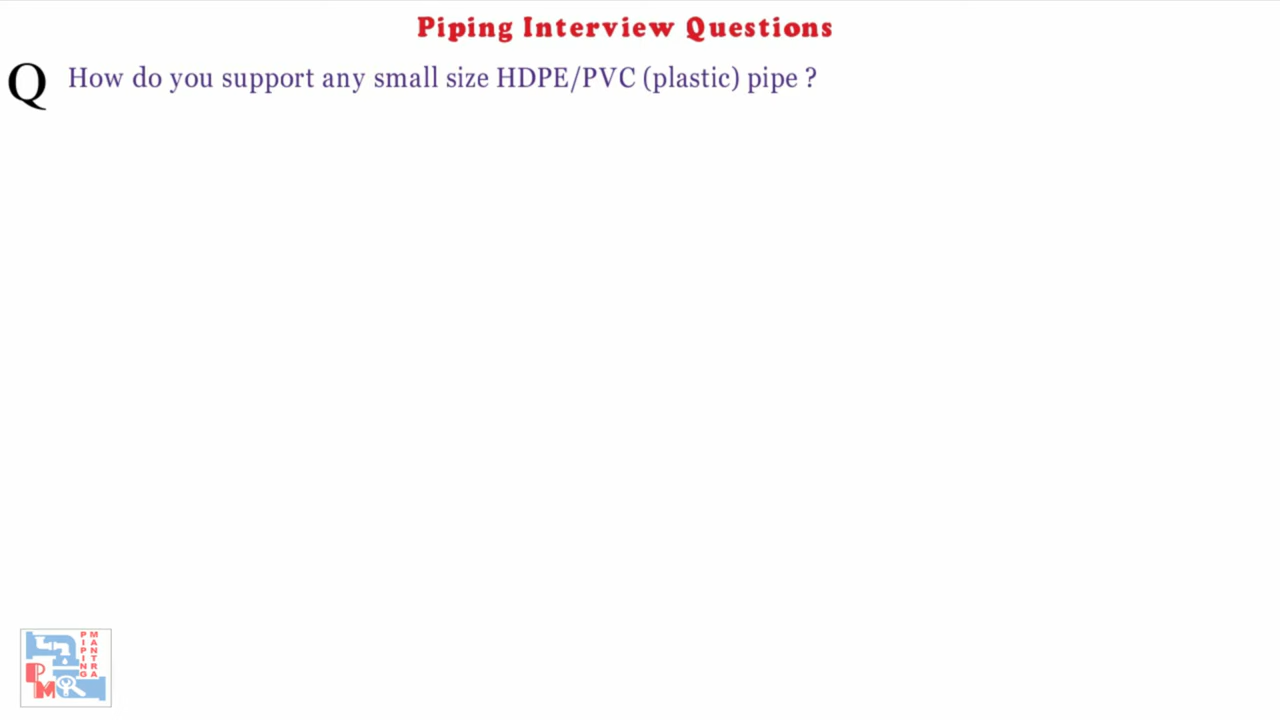 Piping Interview Questions
Q How do you support any small size HDPE/PVC (plastic) pipe ?
PIPING
MANTRA
PM